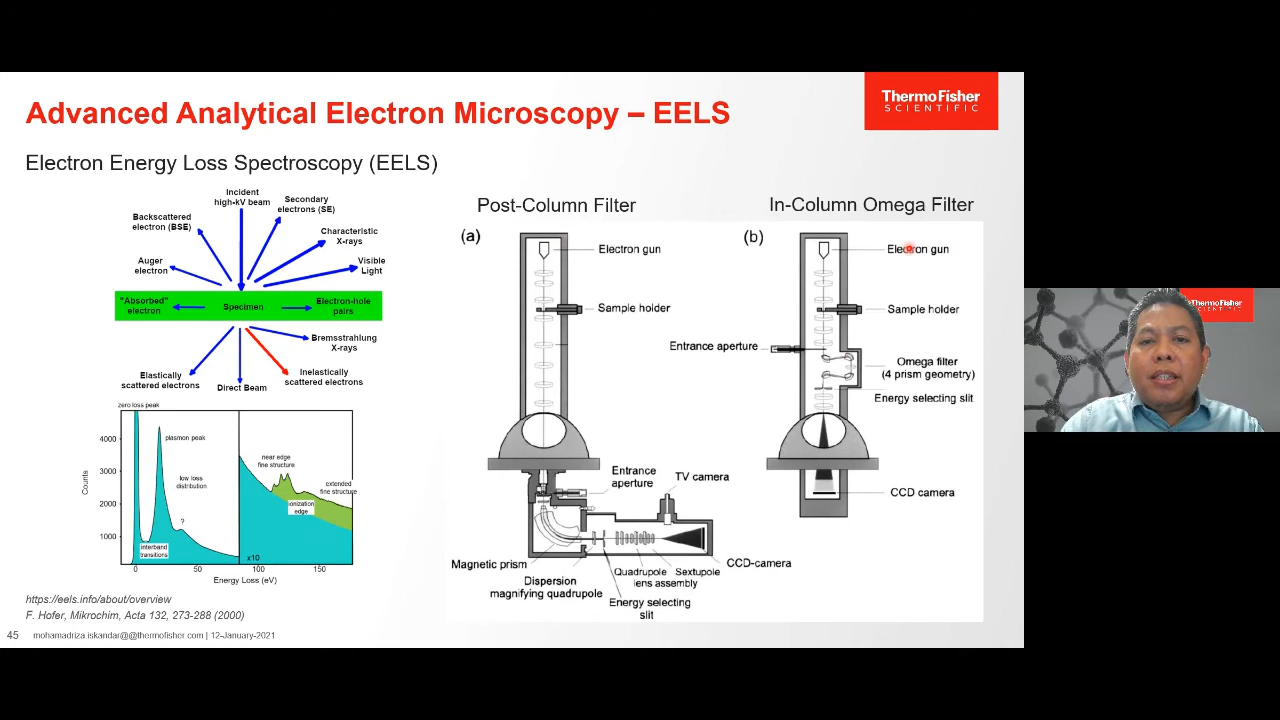 Advanced Analytical Electron Microscopy – EELS
ThermoFisher
SCIENTIFIC
Electron Energy Loss Spectroscopy (EELS)
Incident
high-kV beam
Secondary
electrons (SE)
Backscattered
electron (BSE)
Characteristic
X-rays
Auger
electron
Visible
Light
"Absorbed"
electron
Specimen
Electron-hole
pairs
Bremsstrahlung
X-rays
Elastically
scattered electrons
Direct Beam
Inelastically
scattered electrons
zero loss peak
plasmon peak
low loss
distribution
?
near edge
fine structure
extended
fine structure
ionization
edge
interband
transitions
x10
Counts
4000
3000
2000
1000
0
50
100
150
Energy Loss (eV)
Post-Column Filter
(a)
Electron gun
Sample holder
Entrance
aperture
TV camera
Magnetic prism
Dispersion
magnifying quadrupole
Quadrupole
Sextupole
lens assembly
CCD-camera
Energy selecting
slit
In-Column Omega Filter
(b)
Electron gun
Sample holder
Entrance aperture
Omega filter
(4 prism geometry)
Energy selecting slit
CCD camera
https://eels.info/about/overview
F. Hofer, Mikrochim, Acta 132, 273-288 (2000)
45
mohamadriza.iskandar@@thermofisher.com | 12-January-2021
ThermoFisher
SCIENTIFIC